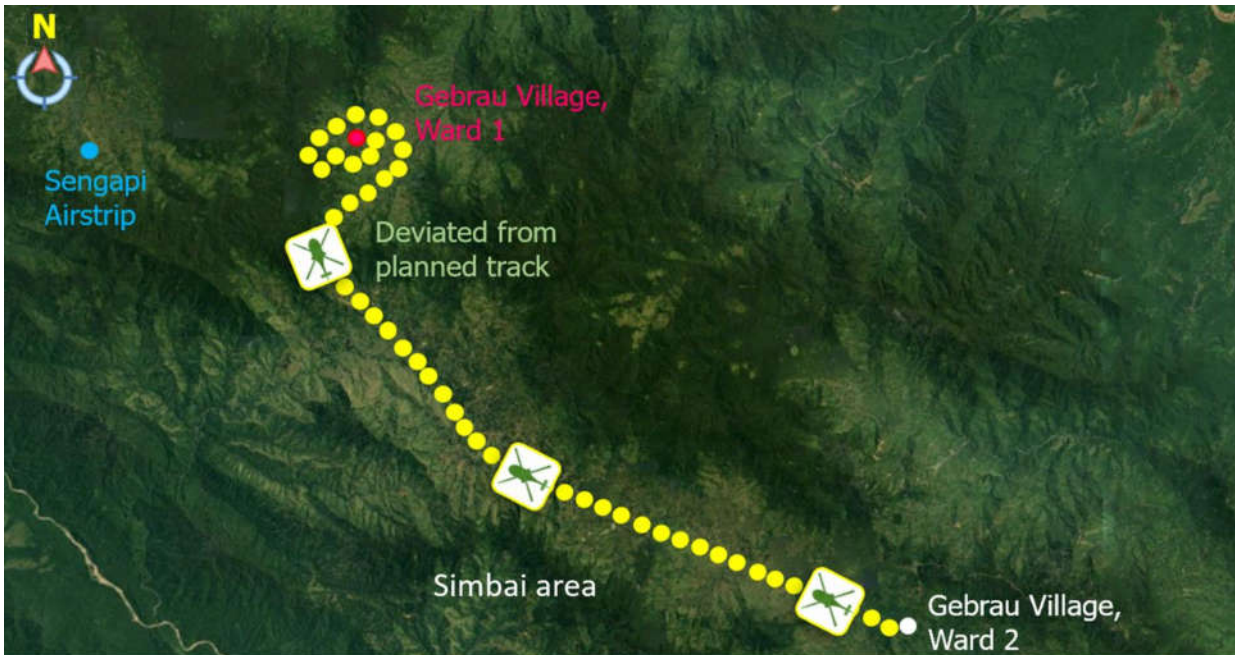 N
Gebrau Village,
Ward 1
Sengapi
Airstrip
Deviated from
planned track
Simbai area
Gebrau Village,
Ward 2